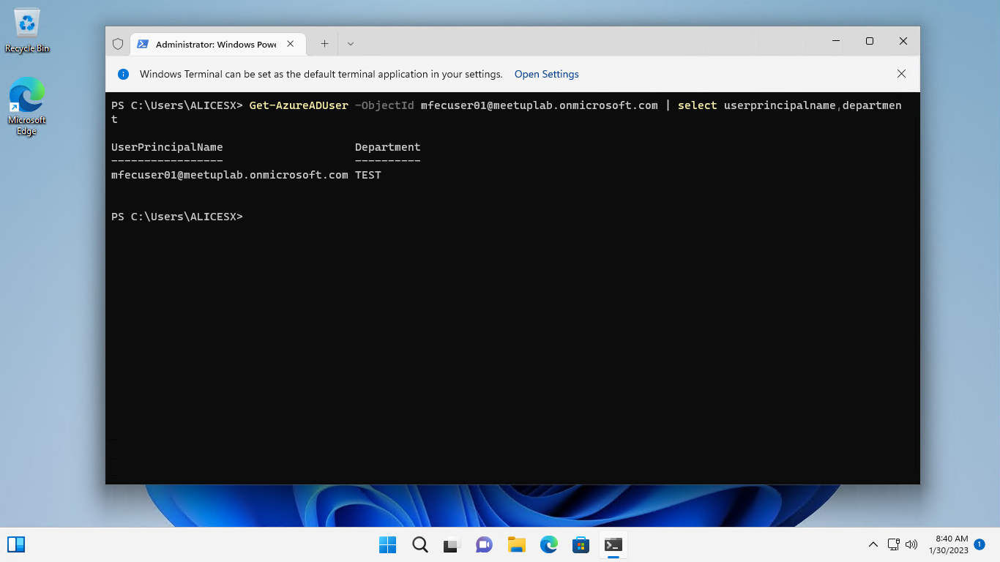 Recycle Bin
Microsoft
Edge
Administrator: Windows Powe
Windows Terminal can be set as the default terminal application in your settings. Open Settings
PS C:\Users\ALICESX> Get-AzureADUser -ObjectId mfecuser01@meetuplab.onmicrosoft.com | select userprincipalname,departmen
t
UserPrincipalName Department
----------------- ----------
mfecuser01@meetuplab.onmicrosoft.com TEST
PS C:\Users\ALICESX>
8:40 AM
1/30/2023
1